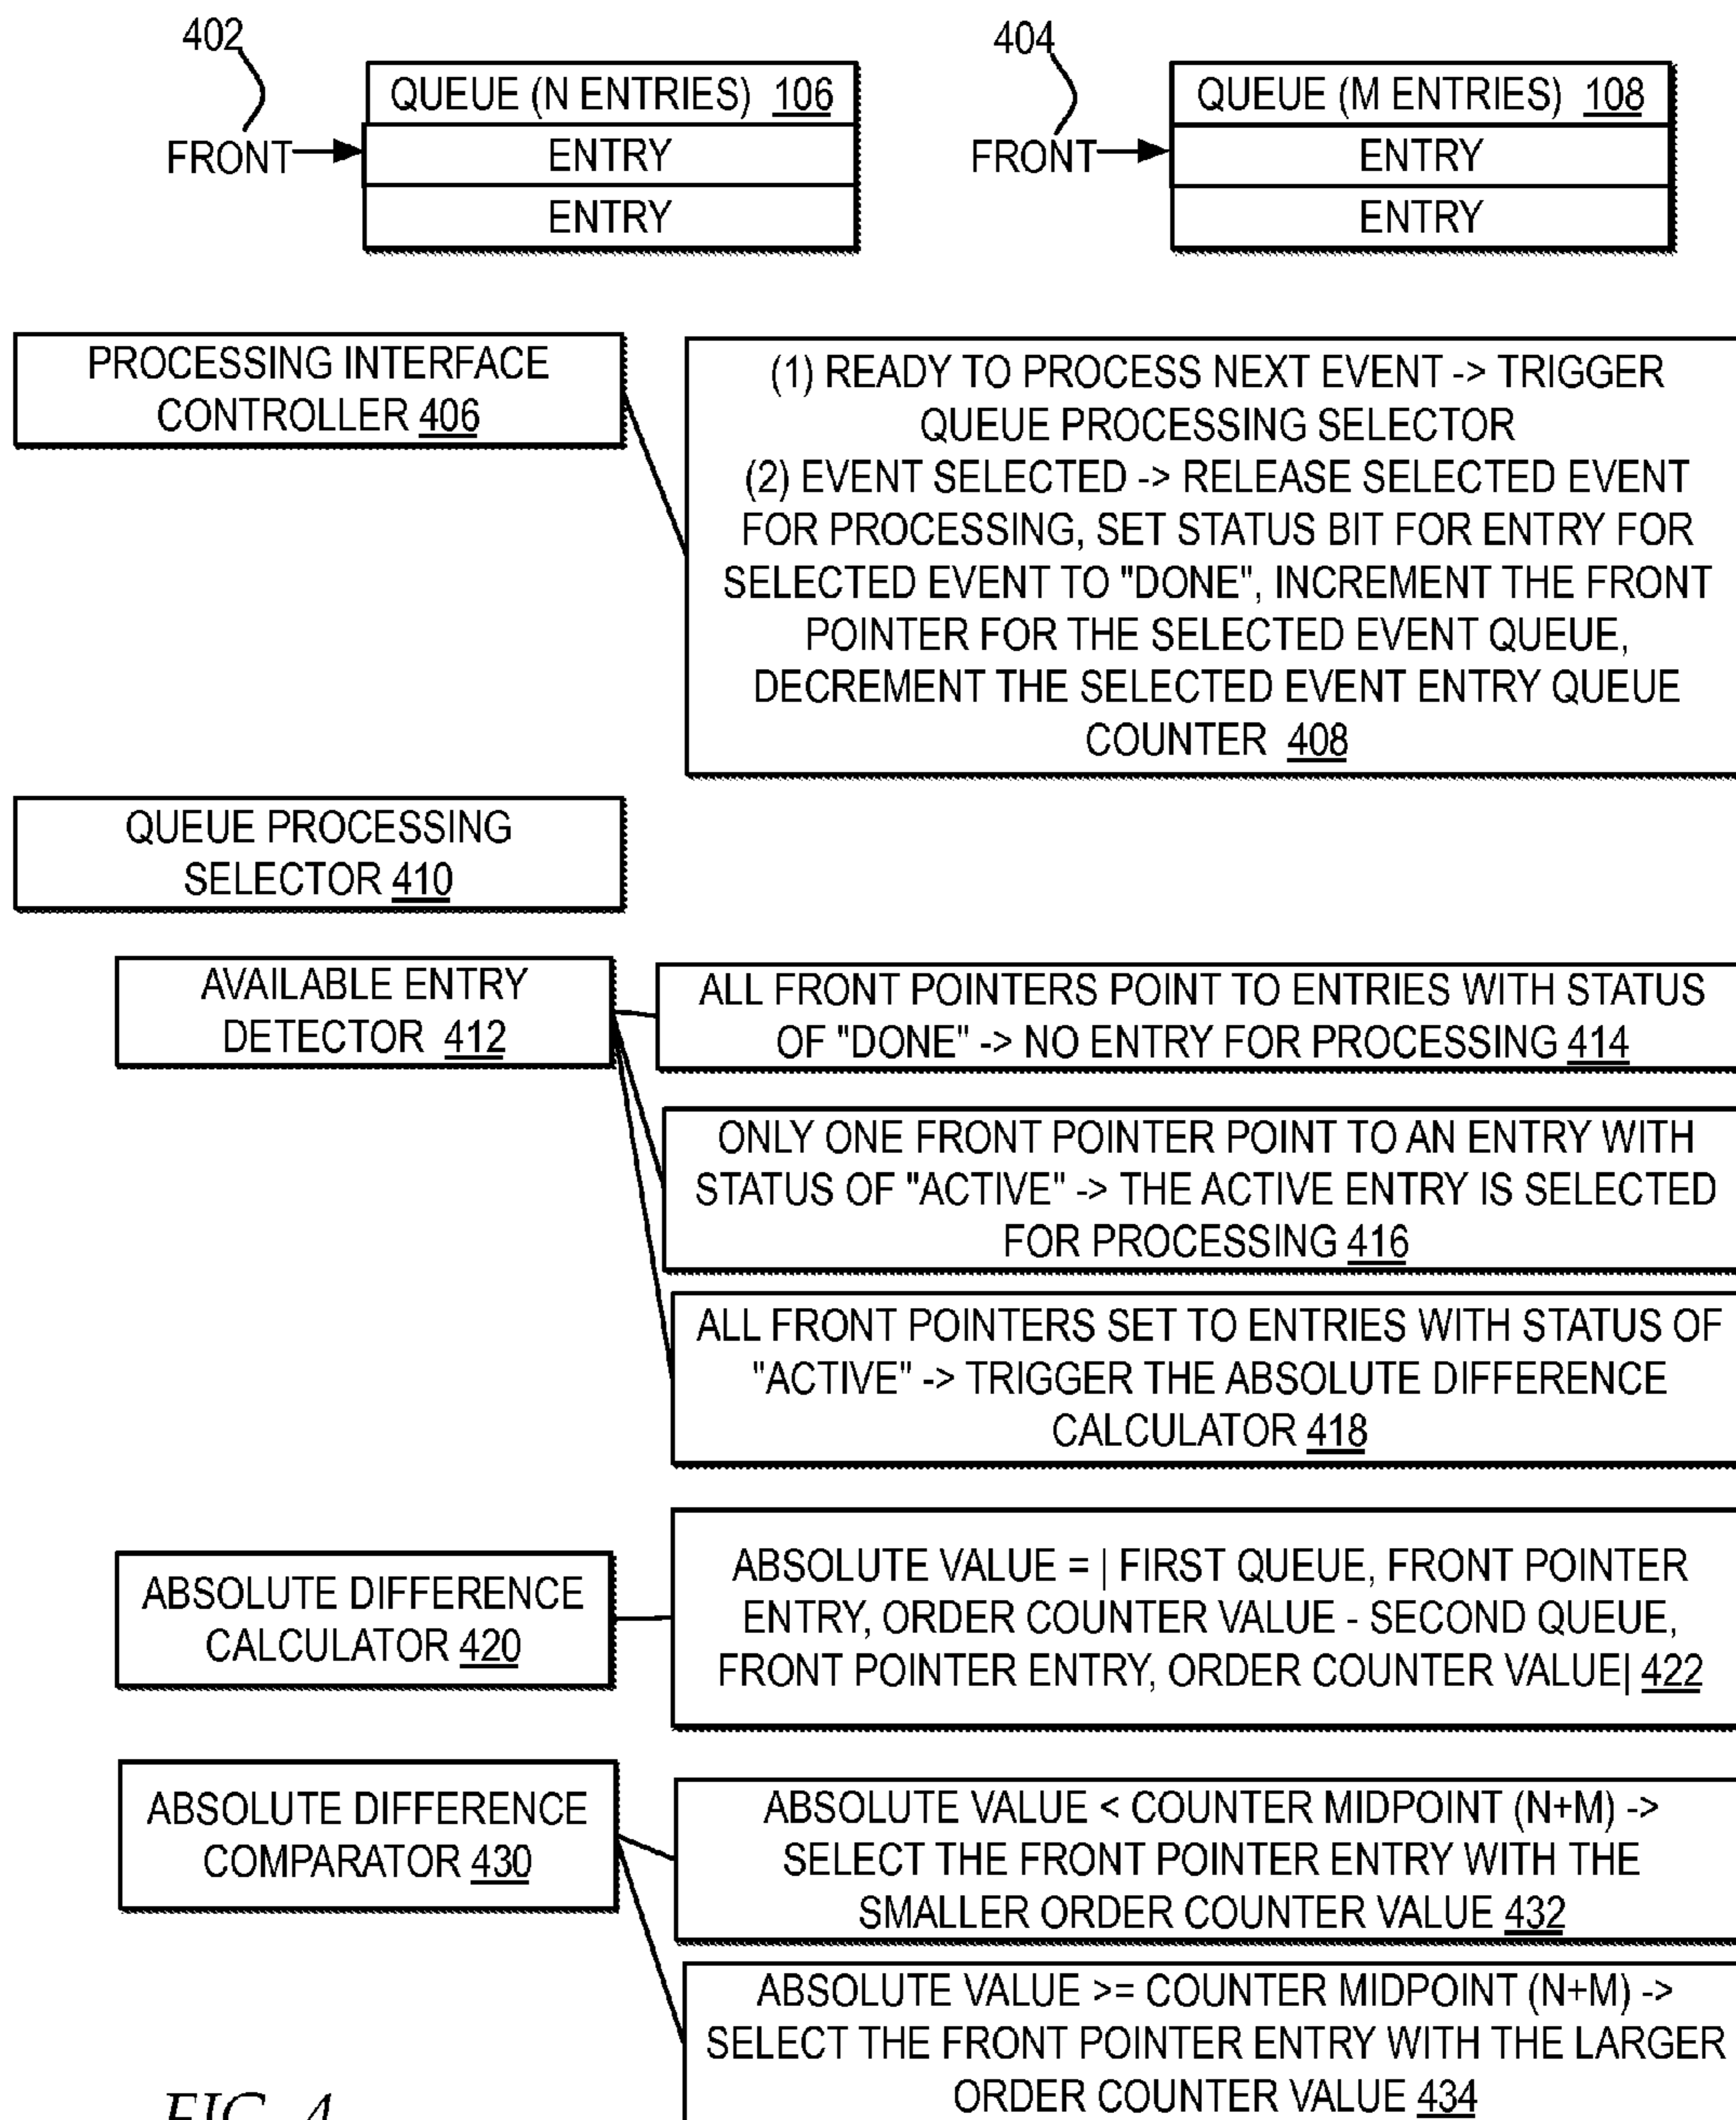 402
404
QUEUE (N ENTRIES) 106
QUEUE (M ENTRIES) 108
FRONT
ENTRY
FRONT
ENTRY
ENTRY
ENTRY
PROCESSING INTERFACE
CONTROLLER 406
(1) READY TO PROCESS NEXT EVENT -> TRIGGER
QUEUE PROCESSING SELECTOR
(2) EVENT SELECTED -> RELEASE SELECTED EVENT
FOR PROCESSING, SET STATUS BIT FOR ENTRY FOR
SELECTED EVENT TO "DONE", INCREMENT THE FRONT
POINTER FOR THE SELECTED EVENT QUEUE,
DECREMENT THE SELECTED EVENT ENTRY QUEUE
COUNTER 408
QUEUE PROCESSING
SELECTOR 410
AVAILABLE ENTRY
DETECTOR 412
ALL FRONT POINTERS POINT TO ENTRIES WITH STATUS
OF "DONE" -> NO ENTRY FOR PROCESSING 414
ONLY ONE FRONT POINTER POINT TO AN ENTRY WITH
STATUS OF "ACTIVE" -> THE ACTIVE ENTRY IS SELECTED
FOR PROCESSING 416
ALL FRONT POINTERS SET TO ENTRIES WITH STATUS OF
"ACTIVE" -> TRIGGER THE ABSOLUTE DIFFERENCE
CALCULATOR 418
ABSOLUTE DIFFERENCE
CALCULATOR 420
ABSOLUTE VALUE = | FIRST QUEUE, FRONT POINTER
ENTRY, ORDER COUNTER VALUE - SECOND QUEUE,
FRONT POINTER ENTRY, ORDER COUNTER VALUE| 422
ABSOLUTE DIFFERENCE
COMPARATOR 430
ABSOLUTE VALUE < COUNTER MIDPOINT (N+M) ->
SELECT THE FRONT POINTER ENTRY WITH THE
SMALLER ORDER COUNTER VALUE 432
ABSOLUTE VALUE >= COUNTER MIDPOINT (N+M) ->
SELECT THE FRONT POINTER ENTRY WITH THE LARGER
ORDER COUNTER VALUE 434
FIG. 4